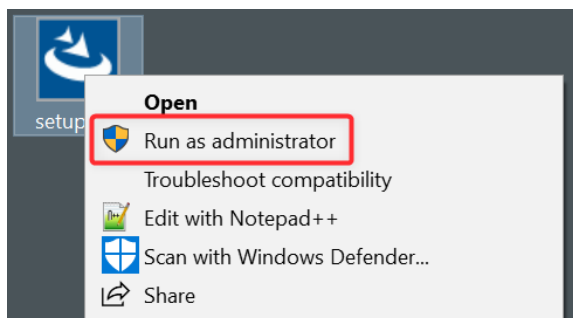 Open
setup
Run as administrator
Troubleshoot compatibility
Edit with Notepad++
Scan with Windows Defender...
Share